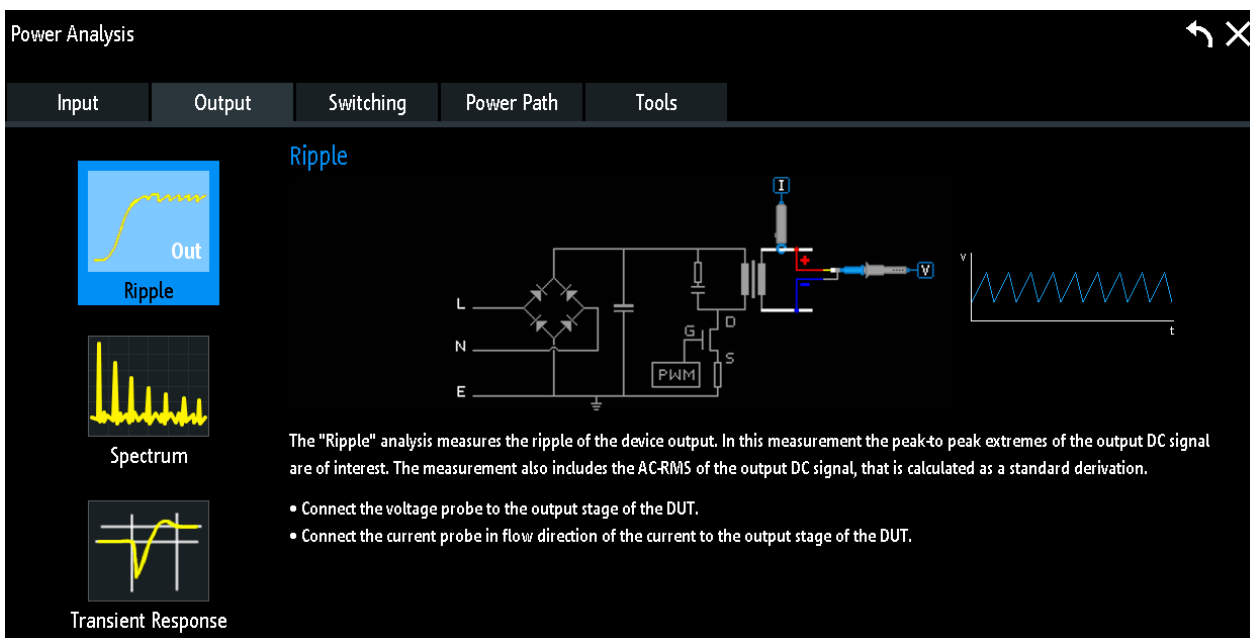 Power Analysis
Input Output Switching Power Path Tools
Ripple
Out
Ripple
I
+
V
-
L
N
E
G
D
S
PWM
v
t
Spectrum
The "Ripple" analysis measures the ripple of the device output. In this measurement the peak-to peak extremes of the output DC signal
are of interest. The measurement also includes the AC-RMS of the output DC signal, that is calculated as a standard derivation.
• Connect the voltage probe to the output stage of the DUT.
• Connect the current probe in flow direction of the current to the output stage of the DUT.
Transient Response